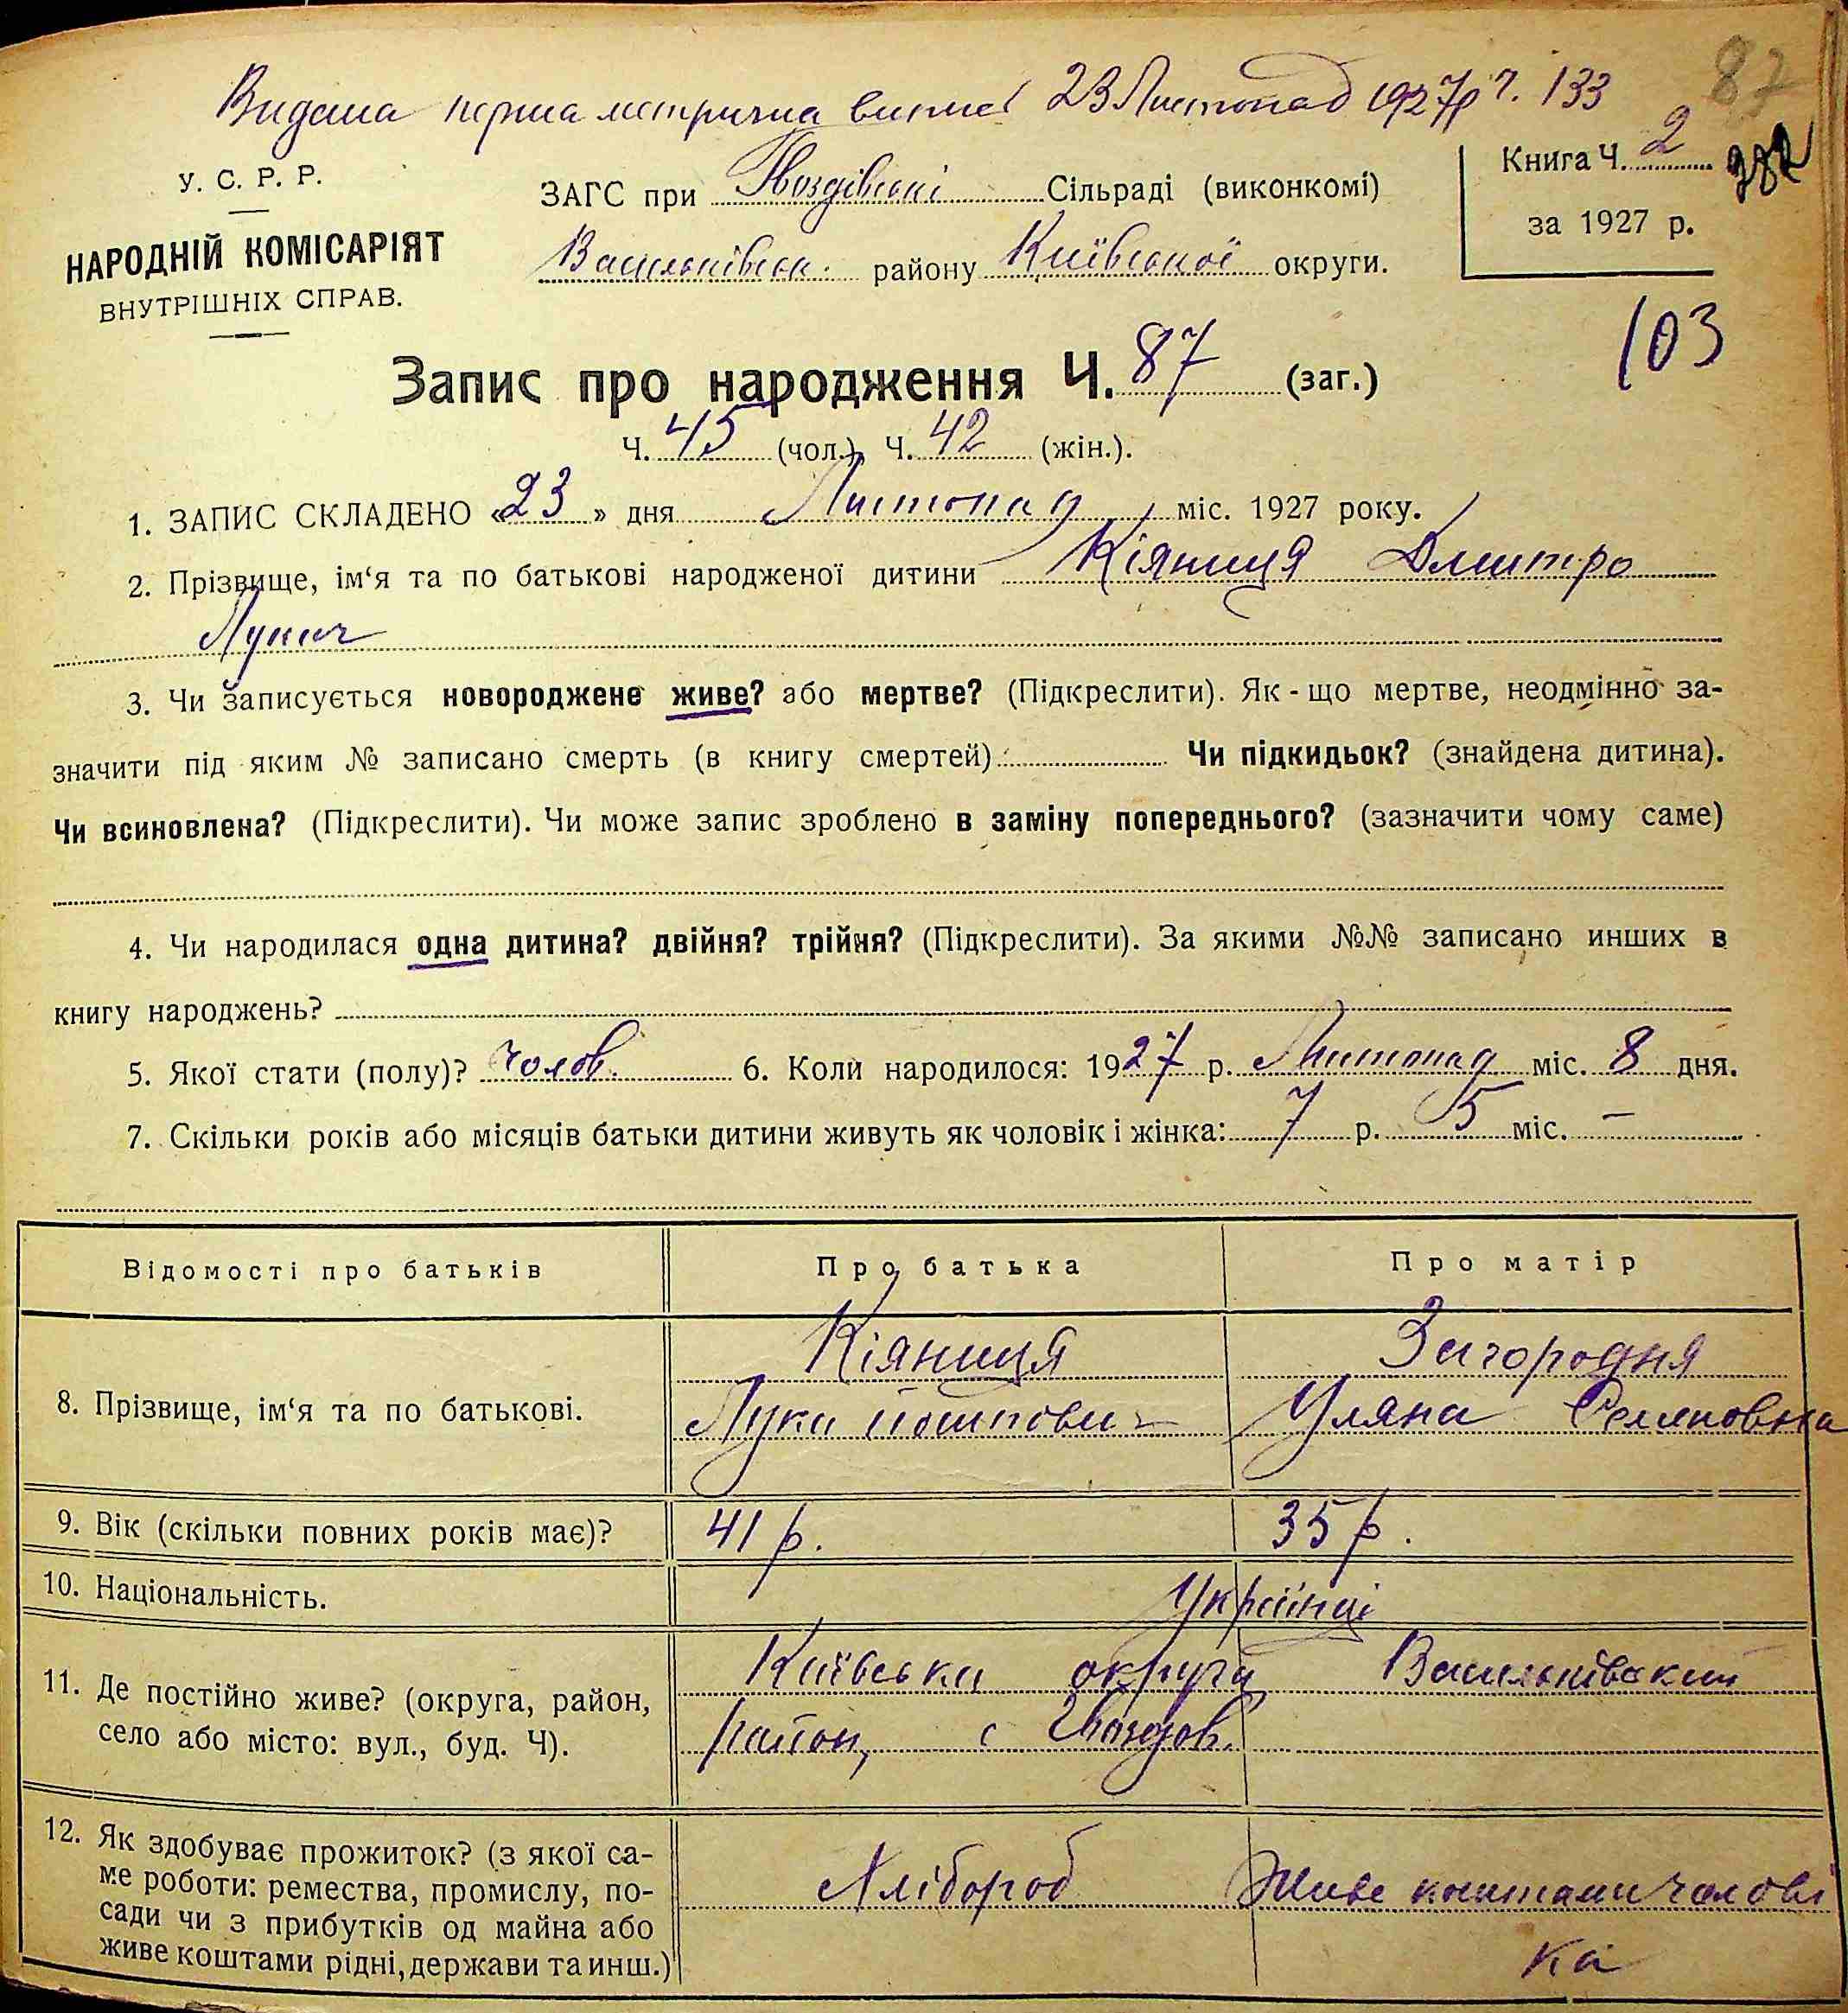 87
Видана перша метрична випис 23 Листопад 1927р Ч. 133
У. С. Р. Р.
НАРОДНІЙ КОМІСАРІЯТ
ВНУТРІШНІХ СПРАВ.
ЗАГС при Гвоздівські Сільраді (виконкомі)
Васильківськ. району Київської округи.
Книга Ч. 2
за 1927 р.
103
Запис про народження Ч. 87 (заг.)
Ч. 45 (чол.), Ч. 42 (жін.).
1. ЗАПИС СКЛАДЕНО «23» дня Листопад міс. 1927 року.
2. Прізвище, ім‘я та по батькові народженої дитини Кіяниця Дмитро
Лукич
3. Чи записується новороджене живе? або мертве? (Підкреслити). Як-що мертве, неодмінно за-
значити під яким № записано смерть (в книгу смертей) Чи підкидьок? (знайдена дитина).
Чи всиновлена? (Підкреслити). Чи може запис зроблено в заміну попереднього? (зазначити чому саме)
4. Чи народилася одна дитина? двійня? трійня? (Підкреслити). За якими №№ записано инших в
книгу народжень?
5. Якої стати (полу)? Чолов. 6. Коли народилося: 1927 р. Листопад міс. 8 дня.
7. Скільки років або місяців батьки дитини живуть як чоловік і жінка: 7 р. 5 міс. —
Відомості про батьків Про батька Про матір
8. Прізвище, ім‘я та по батькові.
Кіяниця Загородня
Лука Уляна
9. Вік (скільки повних років має)? 41 р. 35 р.
10. Національність. Українці
11. Де постійно живе? (округа, район,
село або місто: вул., буд. Ч).
Київська округа Васильківський
район, с Гвоздов.
12. Як здобуває прожиток? (з якої са-
ме роботи: ремества, промислу, по-
сади чи з прибутків од майна або
живе коштами рідні, держави та инш.)
Хлібороб Живе коштами чолові
ка